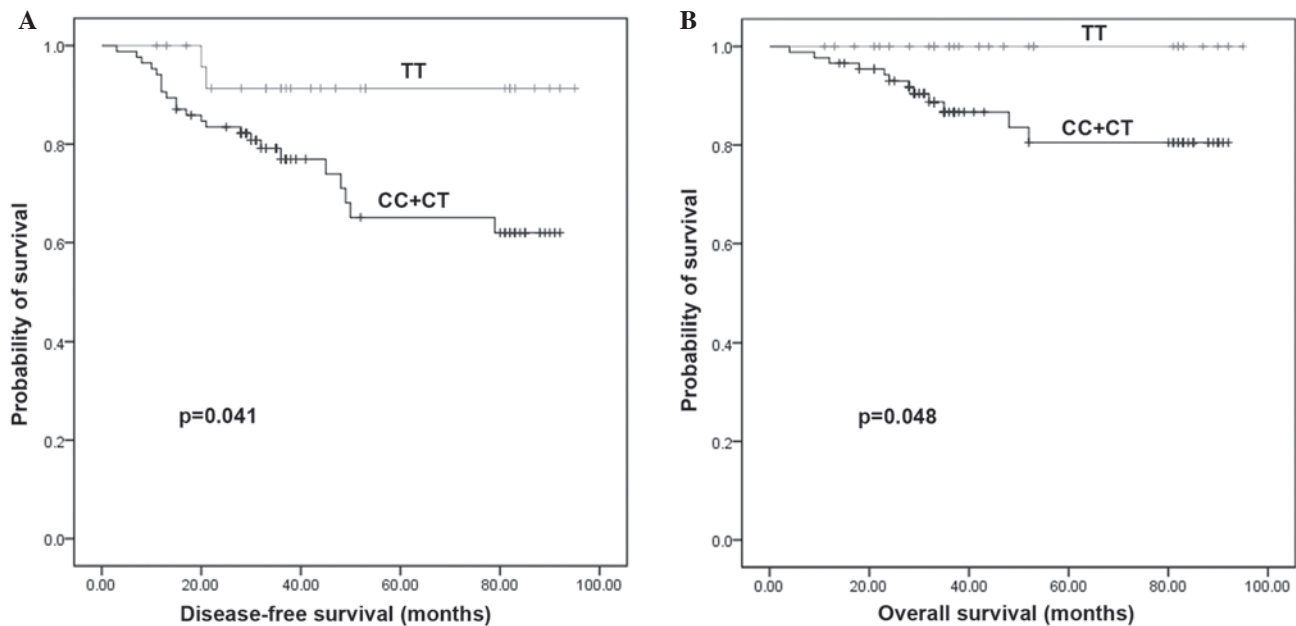 A
Probability of survival
1.0
0.8
0.6
0.4
0.2
0.0
TT
CC+CT
p=0.041
0.00 20.00 40.00 60.00 80.00 100.00
Disease-free survival (months)
B
Probability of survival
1.0
0.8
0.6
0.4
0.2
0.0
TT
CC+CT
p=0.048
0.00 20.00 40.00 60.00 80.00 100.00
Overall survival (months)